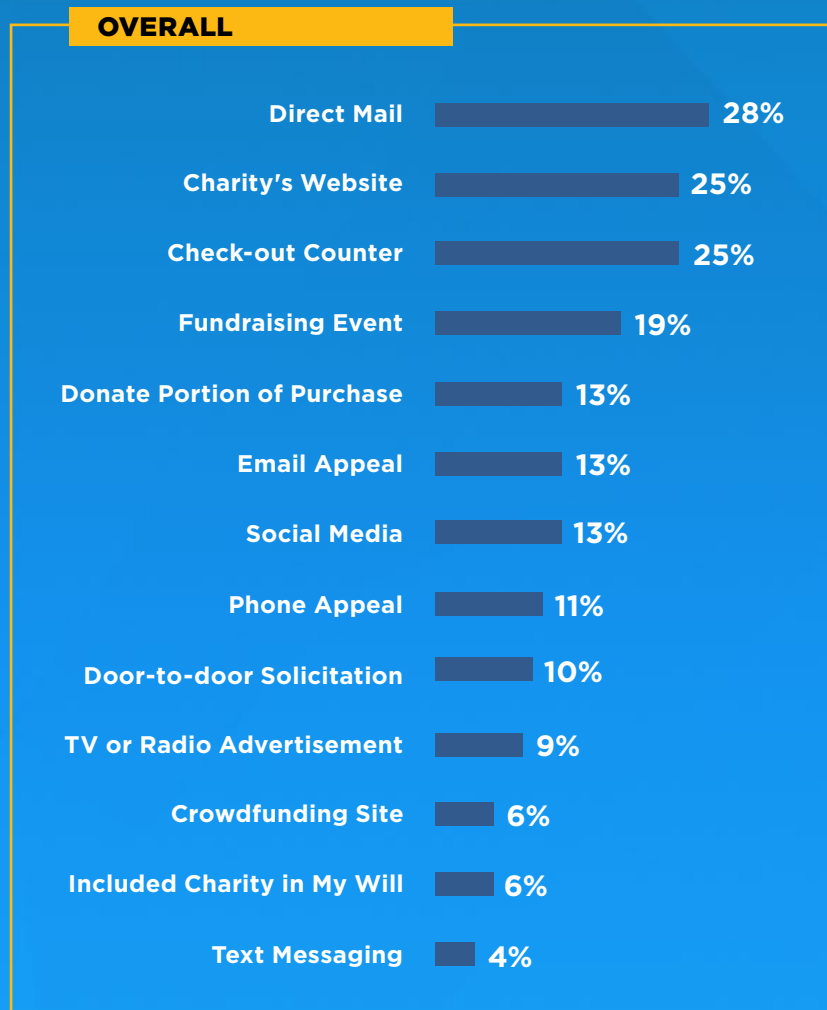 OVERALL
Direct Mail 28%
Charity's Website 25%
Check-out Counter 25%
Fundraising Event 19%
Donate Portion of Purchase 13%
Email Appeal 13%
Social Media 13%
Phone Appeal 11%
Door-to-door Solicitation 10%
TV or Radio Advertisement 9%
Crowdfunding Site 6%
Included Charity in My Will 6%
Text Messaging 4%